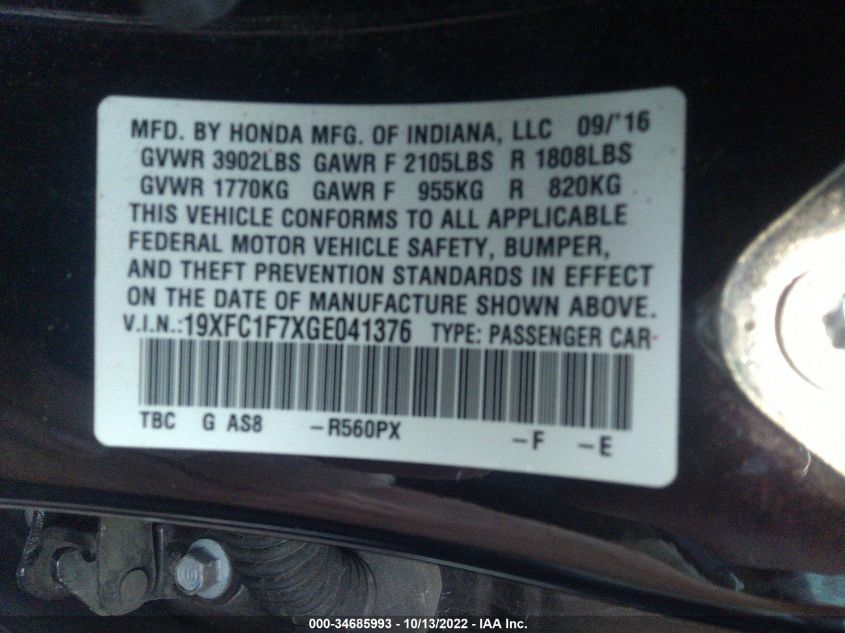 MFD. BY HONDA MFG. OF INDIANA, LLC 09/'16
GVWR 3902LBS GAWR F 2105LBS R 1808LBS
GVWR 1770KG GAWR F 955KG R 820KG
THIS VEHICLE CONFORMS TO ALL APPLICABLE
FEDERAL MOTOR VEHICLE SAFETY, BUMPER,
AND THEFT PREVENTION STANDARDS IN EFFECT
ON THE DATE OF MANUFACTURE SHOWN ABOVE.
V.I.N.:19XFC1F7XGE041376 TYPE: PASSENGER CAR
TBC G AS8 -R560PX -F -E
000-34685993 - 10/13/2022 - IAA Inc.